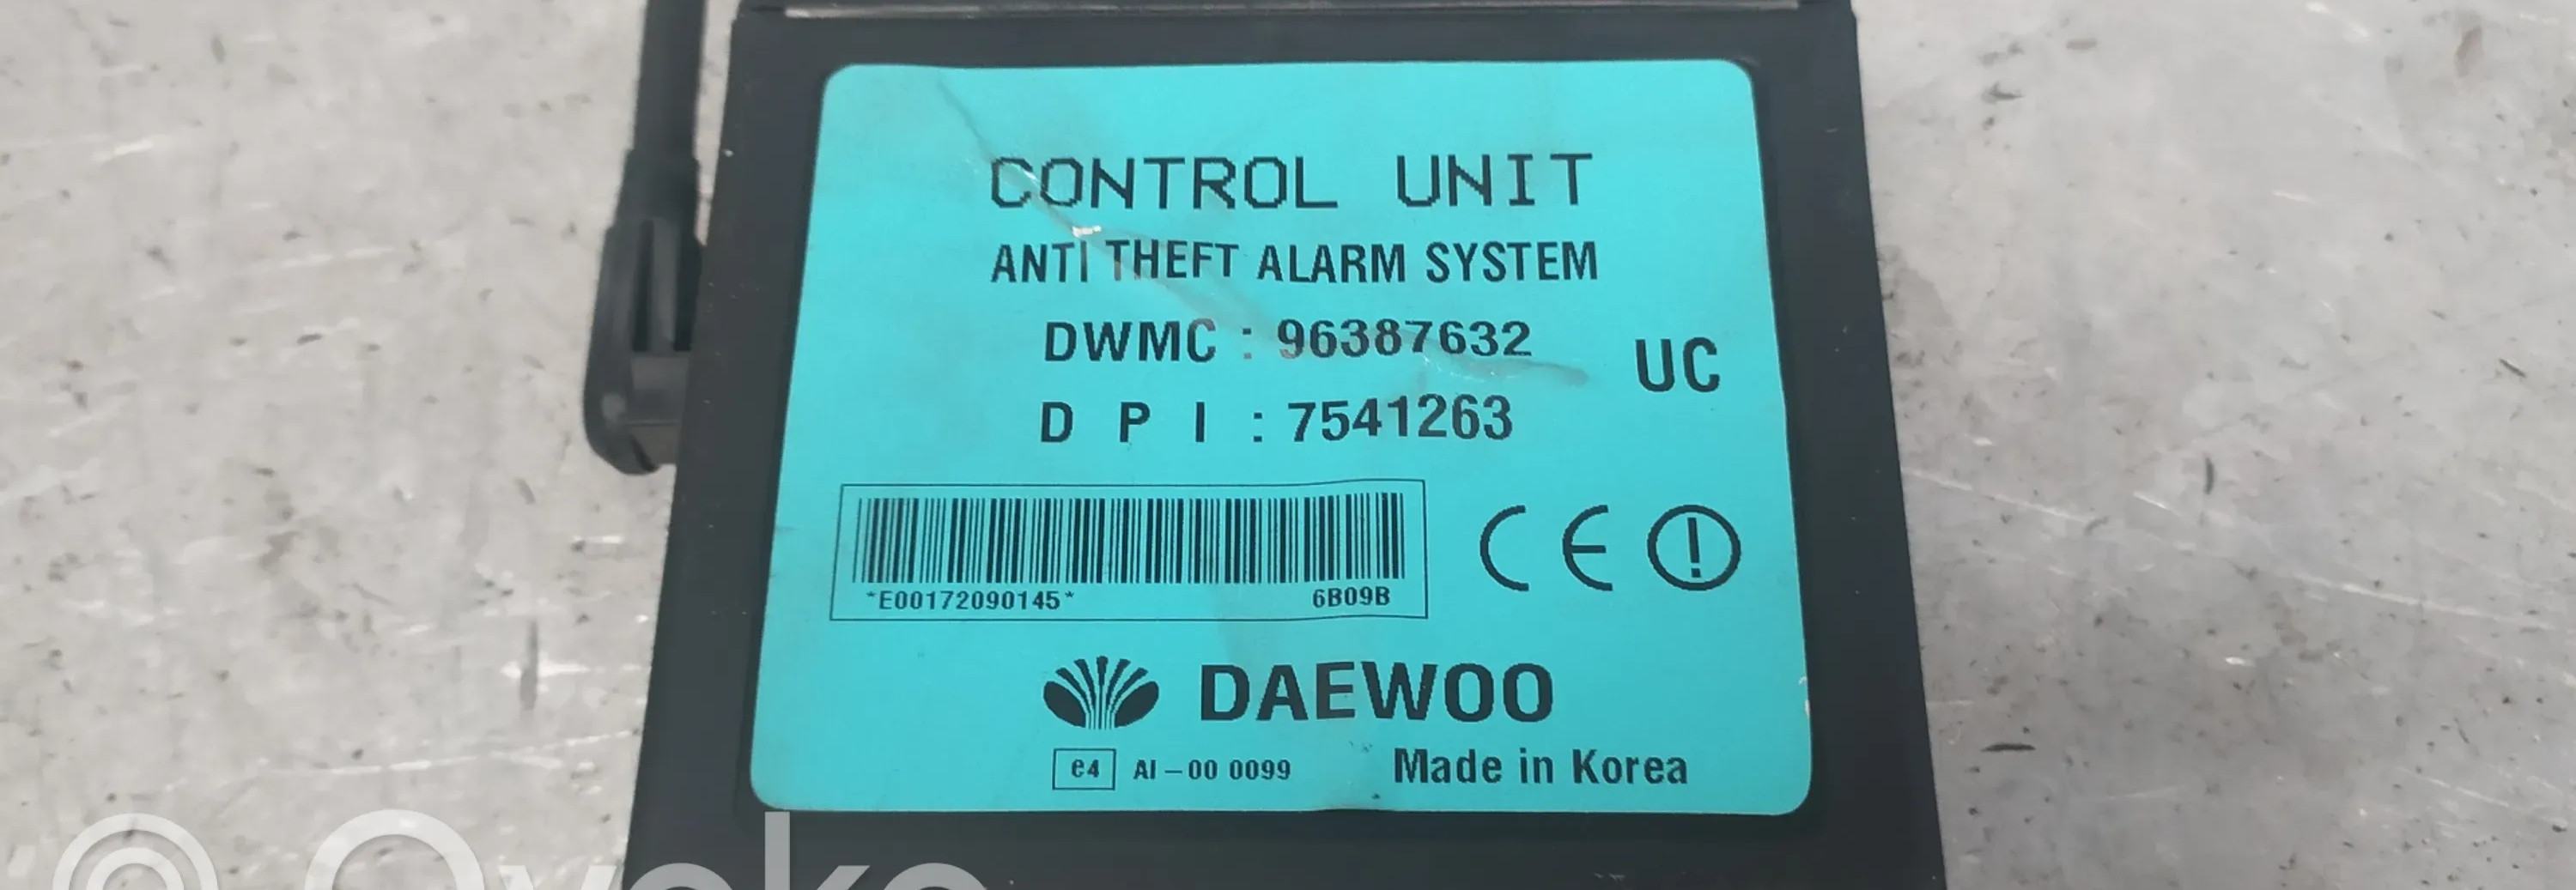 CONTROL UNIT
ANTI THEFT ALARM SYSTEM
DWMC : 96387632
UC
D P I : 7541263
*E00172090145* 6B09B
CE
DAEWOO
e4 AI-00 0099 Made in Korea